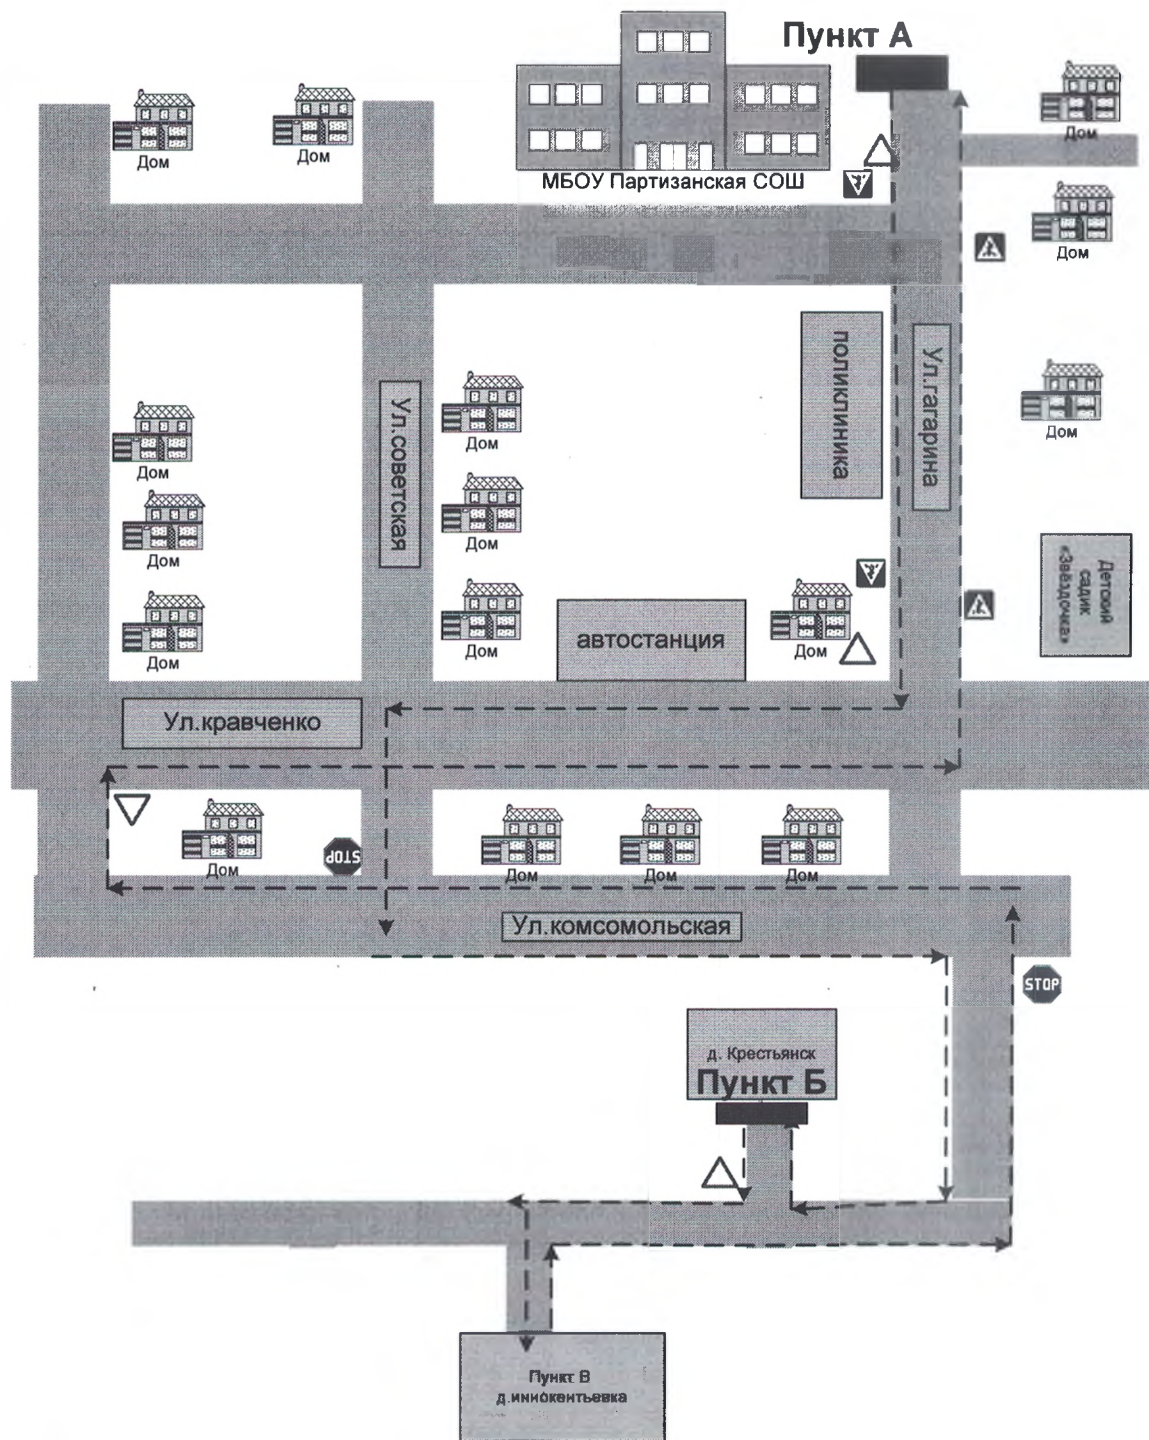 Пункт А
Дом
Дом
Дом
МБОУ Партизанская СОШ
Дом
поликлиника
Ул.гагарина
Ул.советская
Дом
Дом
Дом
Дом
Дом
Детский
садик
«Звёздочка»
Дом
Дом
автостанция
Дом
Дом
Ул.кравченко
Дом
STOP
Дом
Дом
Дом
Ул.комсомольская
STOP
д. Крестьянск
Пункт Б
Пункт В
д.иннокентьевка